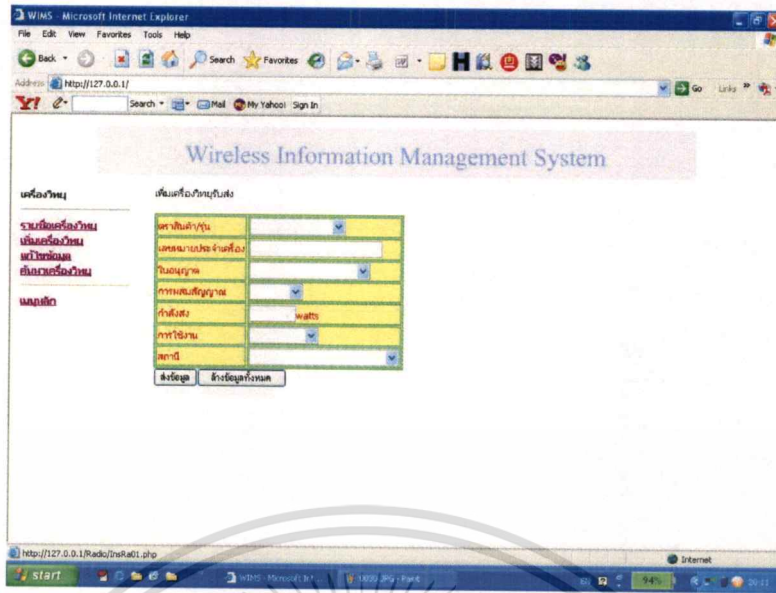 WIMS - Microsoft Internet Explorer
File Edit View Favorites Tools Help
Back Search Favorites
Address http://127.0.0.1/ Go Links
Y! Search Mail My Yahoo! Sign In
Wireless Information Management System
เครื่องวิทยุ
รายชื่อเครื่องวิทยุ
เพิ่มเครื่องวิทยุ
แก้ไขข้อมูล
ค้นหาเครื่องวิทยุ
เมนูหลัก
เพิ่มเครื่องวิทยุรับส่ง
ตราสินค้า/รุ่น
เลขหมายประจำเครื่อง
ใบอนุญาต
การผสมสัญญาณ
กำลังส่ง watts
การใช้งาน
สถานี
ส่งข้อมูล ล้างข้อมูลทั้งหมด
http://127.0.0.1/Radio/InsRa01.php Internet
start WIMS - Microsoft Int... - Paint 94% 20:11